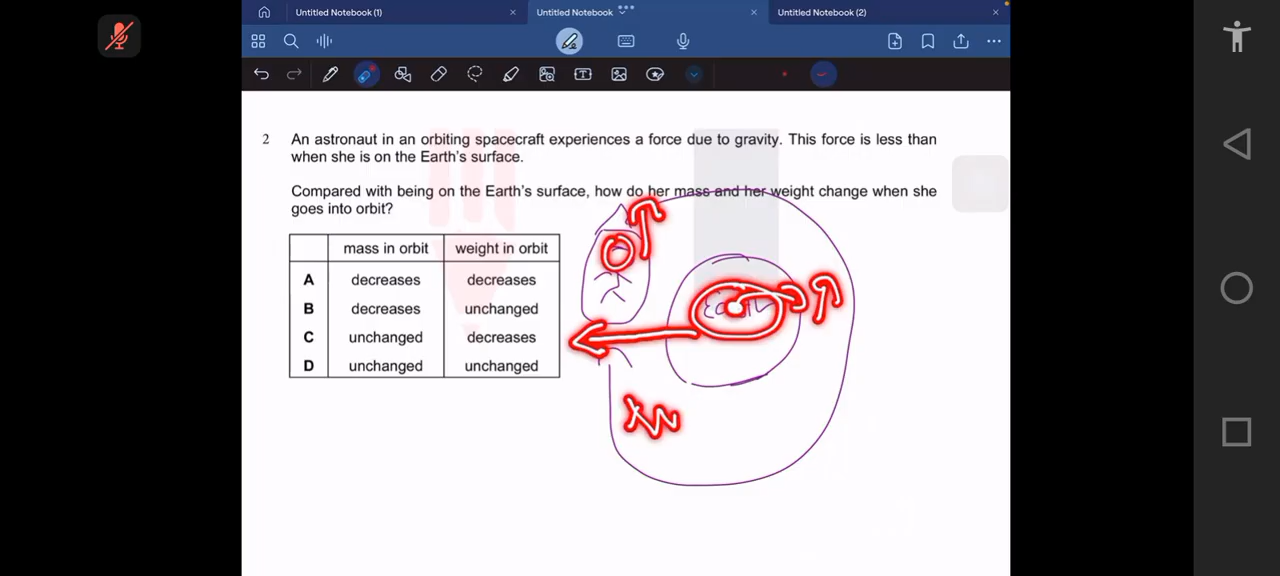 Untitled Notebook (1)
Untitled Notebook
Untitled Notebook (2)
2 An astronaut in an orbiting spacecraft experiences a force due to gravity. This force is less than
when she is on the Earth's surface.
Compared with being on the Earth's surface, how do her mass and her weight change when she
goes into orbit?
mass in orbit weight in orbit
A decreases decreases
B decreases unchanged
C unchanged decreases
D unchanged unchanged